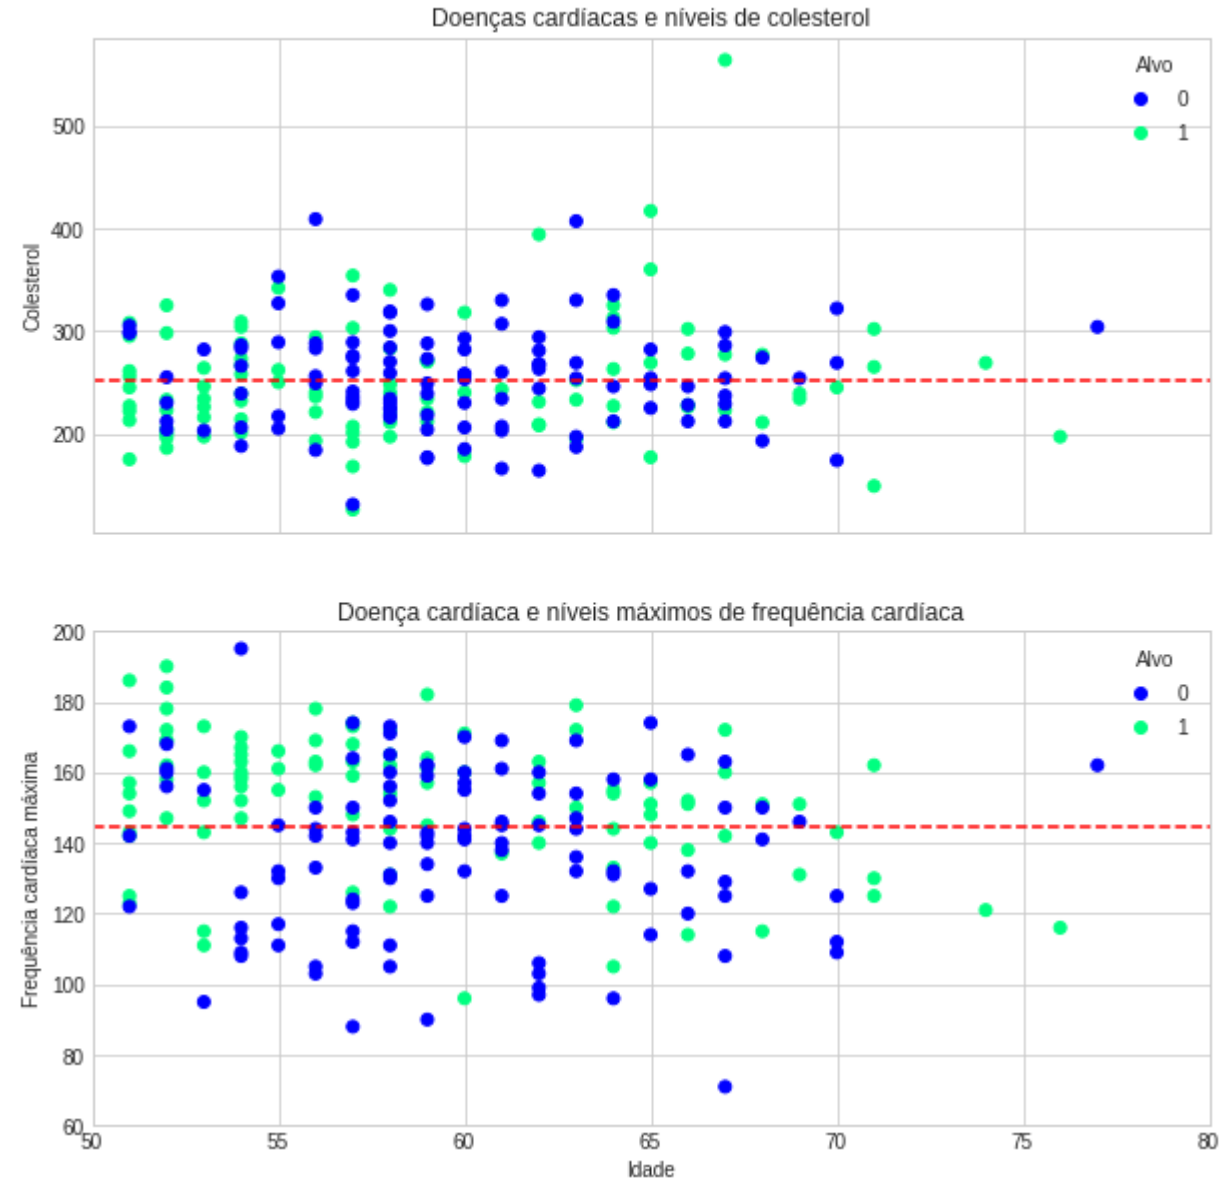 Doenças cardíacas e níveis de colesterol
Alvo
0
1
500
400
300
200
Colesterol
Doença cardíaca e níveis máximos de frequência cardíaca
Alvo
0
1
200
180
160
140
120
100
80
60
Frequência cardíaca máxima
50 55 60 65 70 75 80
Idade